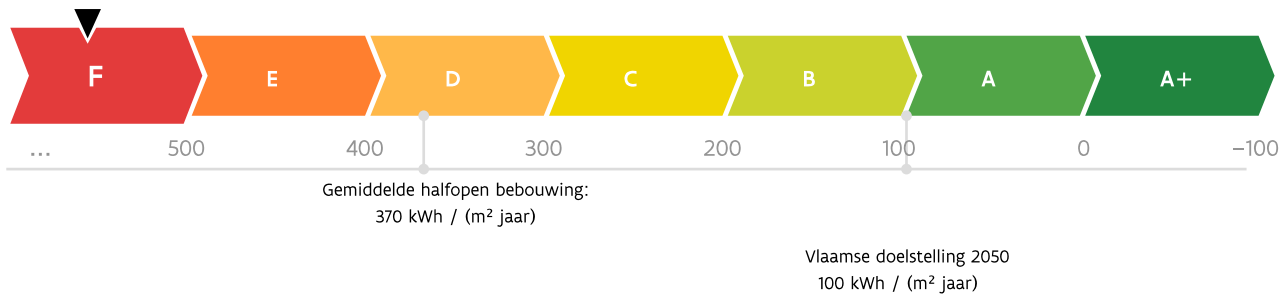 F E D C B A A+
... 500 400 300 200 100 0 −100
Gemiddelde halfopen bebouwing:
370 kWh / (m² jaar)
Vlaamse doelstelling 2050
100 kWh / (m² jaar)